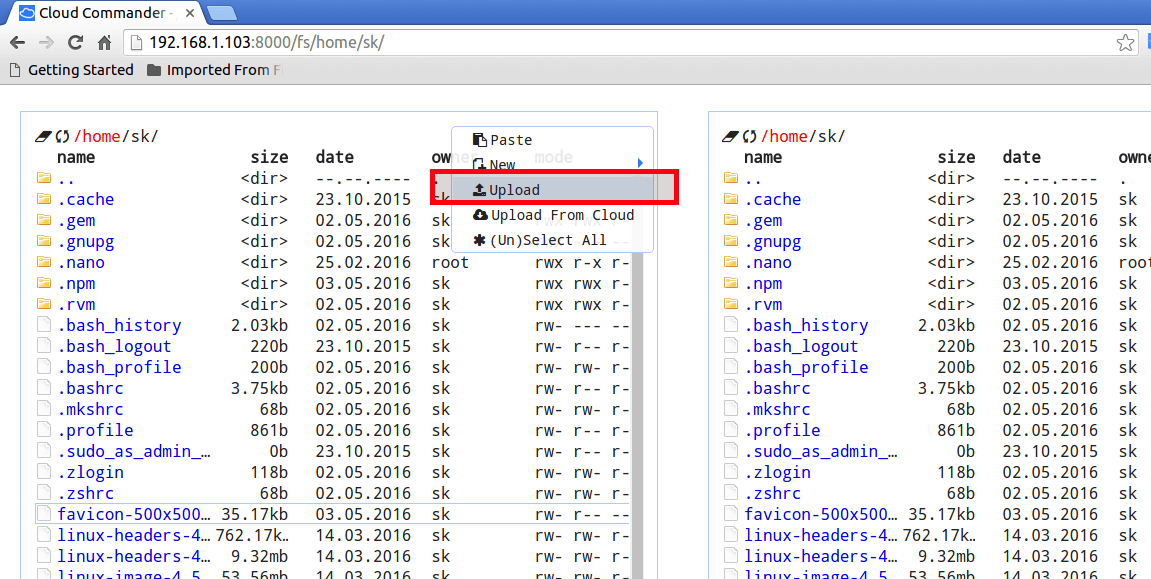 Cloud Commander -
192.168.1.103:8000/fs/home/sk/
Getting Started Imported From F
/home/sk/
name size date owner mode
.. <dir> --.--.---- .
.cache <dir> 23.10.2015 sk
.gem <dir> 02.05.2016 sk
.gnupg <dir> 02.05.2016 sk
.nano <dir> 25.02.2016 root rwx r-x r-
.npm <dir> 03.05.2016 sk rwx rwx r-
.rvm <dir> 02.05.2016 sk rwx rwx r-
.bash_history 2.03kb 02.05.2016 sk rw- --- --
.bash_logout 220b 23.10.2015 sk rw- r-- r-
.bash_profile 200b 02.05.2016 sk rw- rw- r-
.bashrc 3.75kb 02.05.2016 sk rw- r-- r-
.mkshrc 68b 02.05.2016 sk rw- rw- r-
.profile 861b 02.05.2016 sk rw- r-- r-
.sudo_as_admin_… 0b 23.10.2015 sk rw- r-- r-
.zlogin 118b 02.05.2016 sk rw- rw- r-
.zshrc 68b 02.05.2016 sk rw- rw- r-
favicon-500x500… 35.17kb 03.05.2016 sk rw- r-- r-
linux-headers-4… 762.17k… 14.03.2016 sk rw- rw- r-
linux-headers-4… 9.32mb 14.03.2016 sk rw- rw- r-
linux-image-4.5… 53.56mb 14.03.2016 sk rw- rw- r-
Paste
New
Upload
Upload From Cloud
(Un)Select All
/home/sk/
name size date owne
.. <dir> --.--.---- .
.cache <dir> 23.10.2015 sk
.gem <dir> 02.05.2016 sk
.gnupg <dir> 02.05.2016 sk
.nano <dir> 25.02.2016 root
.npm <dir> 03.05.2016 sk
.rvm <dir> 02.05.2016 sk
.bash_history 2.03kb 02.05.2016 sk
.bash_logout 220b 23.10.2015 sk
.bash_profile 200b 02.05.2016 sk
.bashrc 3.75kb 02.05.2016 sk
.mkshrc 68b 02.05.2016 sk
.profile 861b 02.05.2016 sk
.sudo_as_admin_… 0b 23.10.2015 sk
.zlogin 118b 02.05.2016 sk
.zshrc 68b 02.05.2016 sk
favicon-500x500… 35.17kb 03.05.2016 sk
linux-headers-4… 762.17k… 14.03.2016 sk
linux-headers-4… 9.32mb 14.03.2016 sk
linux-image-4.5… 53.56mb 14.03.2016 sk